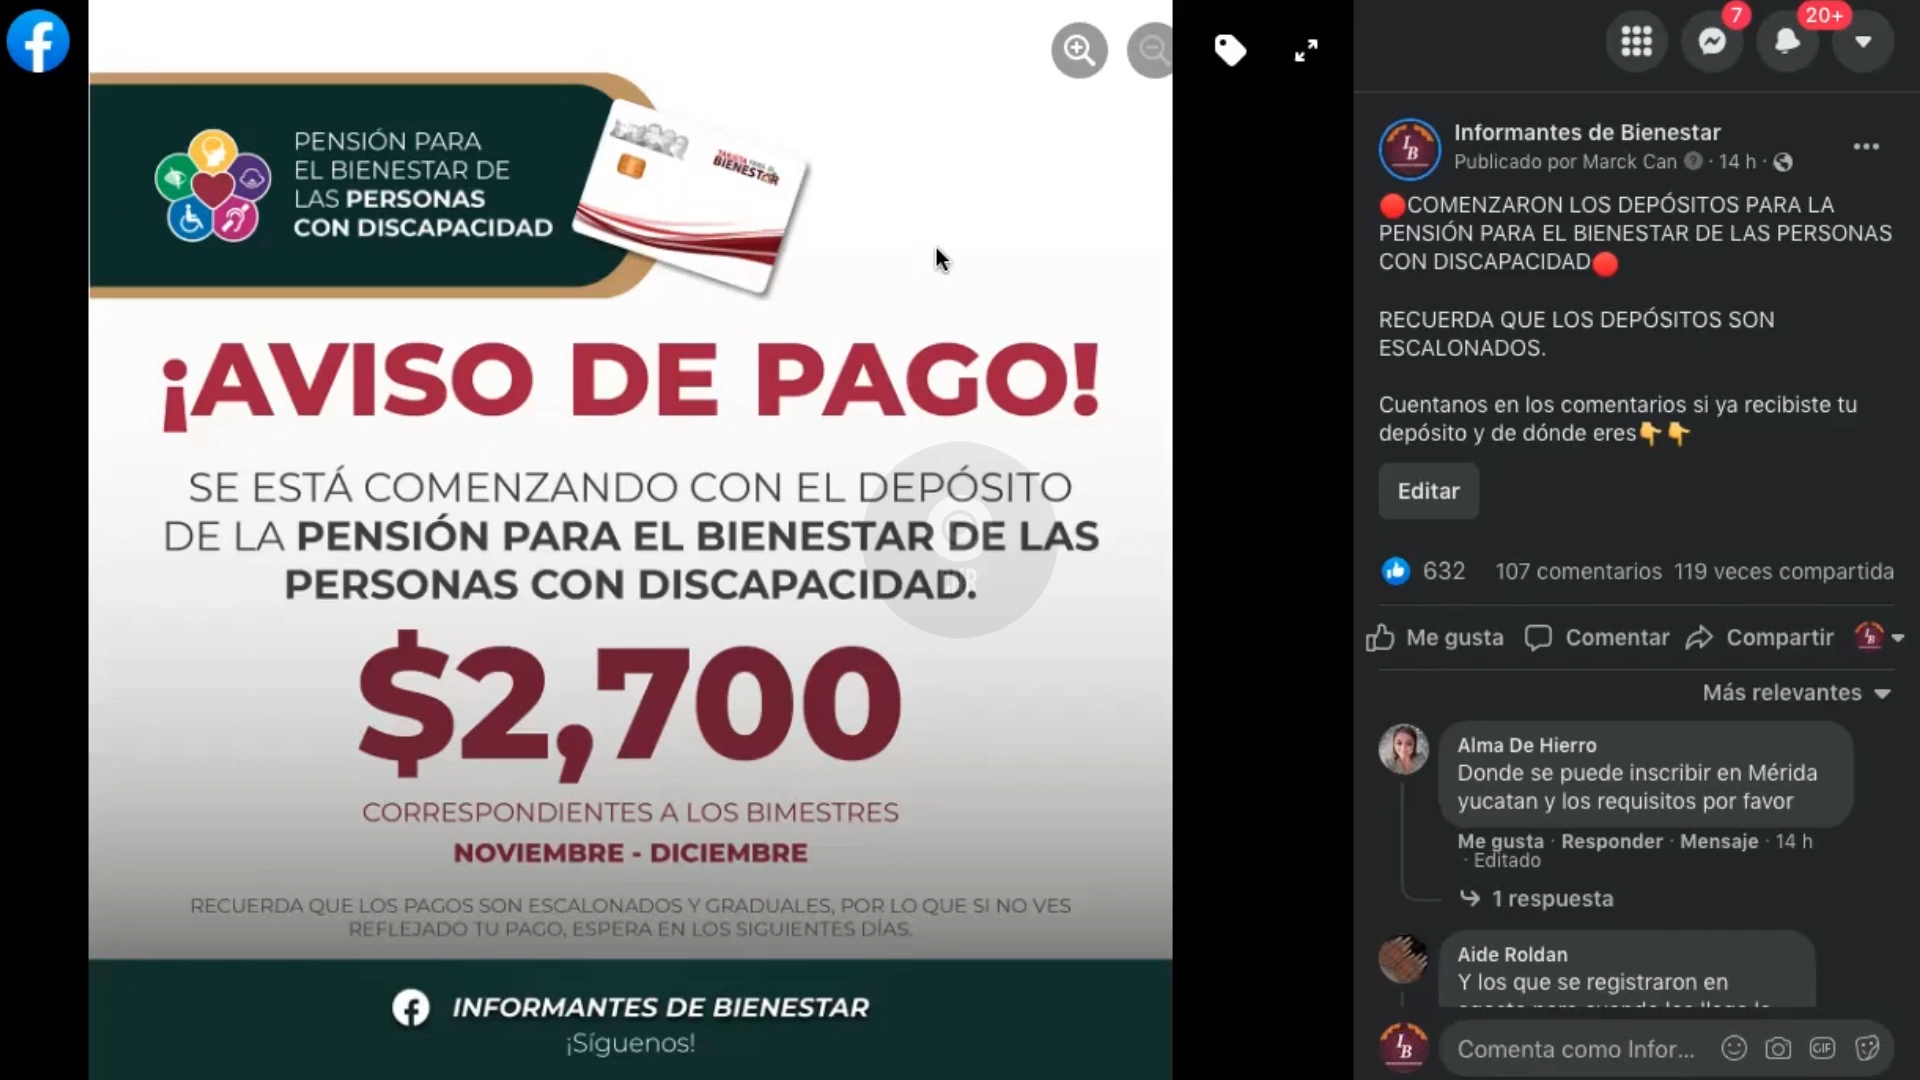 PENSIÓN PARA
EL BIENESTAR DE
LAS PERSONAS
CON DISCAPACIDAD
TARJETA PARA EL
BIENESTAR
¡AVISO DE PAGO!
SE ESTÁ COMENZANDO CON EL DEPÓSITO
DE LA PENSIÓN PARA EL BIENESTAR DE LAS
PERSONAS CON DISCAPACIDAD.
$2,700
CORRESPONDIENTES A LOS BIMESTRES
NOVIEMBRE - DICIEMBRE
RECUERDA QUE LOS PAGOS SON ESCALONADOS Y GRADUALES, POR LO QUE SI NO VES
REFLEJADO TU PAGO, ESPERA EN LOS SIGUIENTES DÍAS.
INFORMANTES DE BIENESTAR
¡Síguenos!
7
20+
Informantes de Bienestar
Publicado por Marck Can · 14 h ·
🔴COMENZARON LOS DEPÓSITOS PARA LA
PENSIÓN PARA EL BIENESTAR DE LAS PERSONAS
CON DISCAPACIDAD🔴
RECUERDA QUE LOS DEPÓSITOS SON
ESCALONADOS.
Cuentanos en los comentarios si ya recibiste tu
depósito y de dónde eres👇👇
Editar
632 107 comentarios 119 veces compartida
Me gusta Comentar Compartir
Más relevantes
Alma De Hierro
Donde se puede inscribir en Mérida
yucatan y los requisitos por favor
Me gusta · Responder · Mensaje · 14 h
· Editado
1 respuesta
Aide Roldan
Y los que se registraron en
Comenta como Infor...
GIF